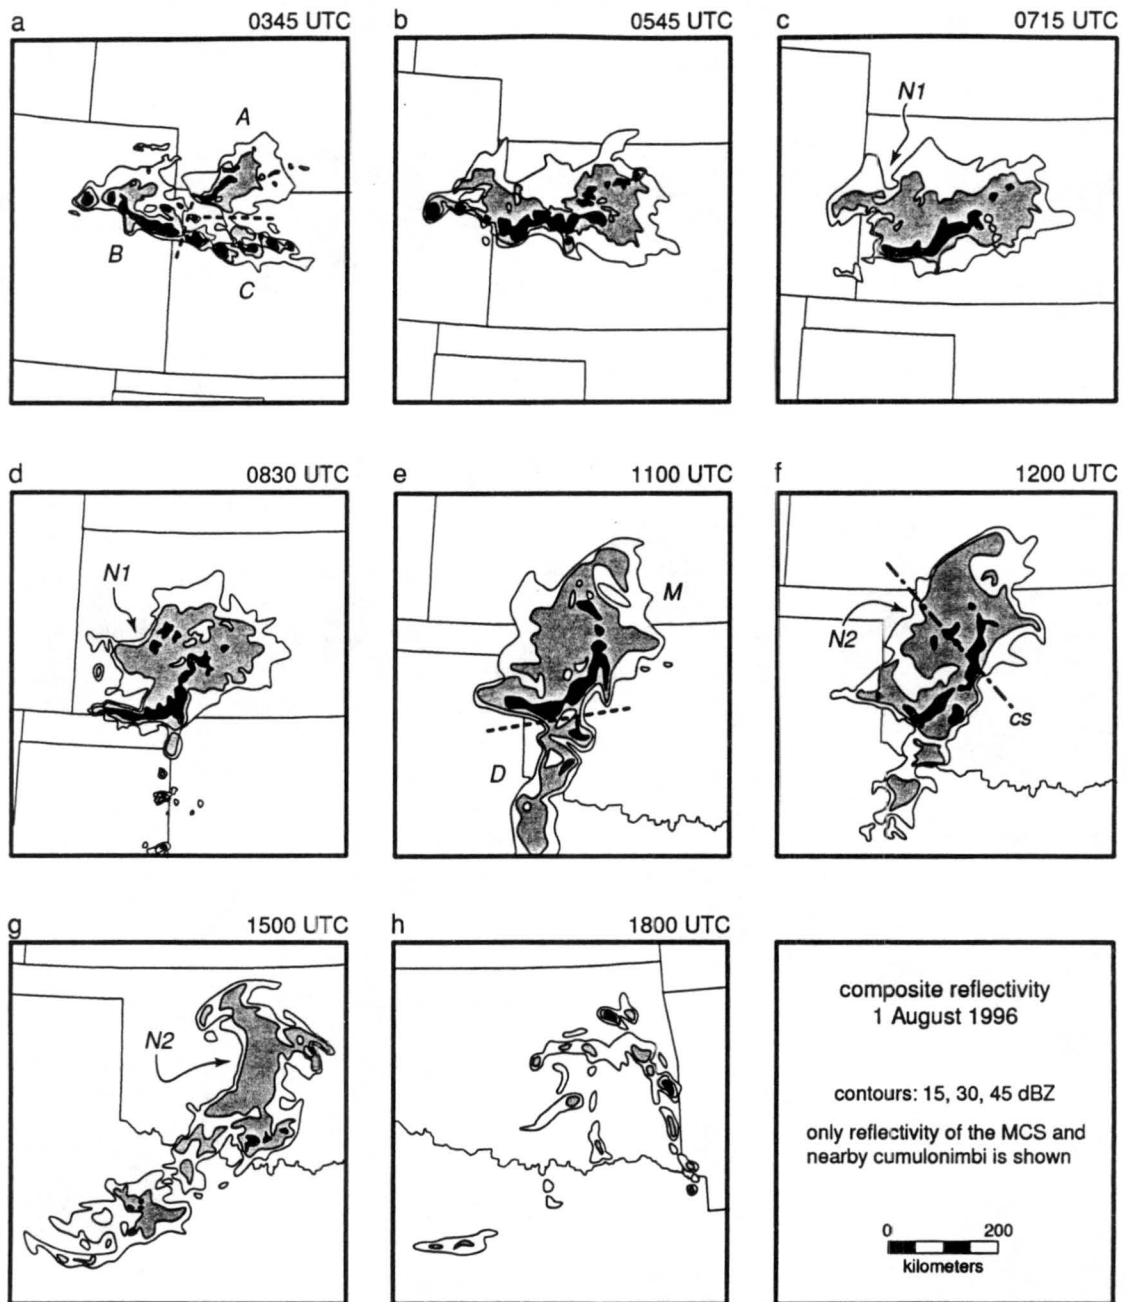 a 0345 UTC
A
B
C
b 0545 UTC
c 0715 UTC
N1
d 0830 UTC
N1
e 1100 UTC
M
D
f 1200 UTC
N2
cs
g 1500 UTC
N2
h 1800 UTC
composite reflectivity
1 August 1996
contours: 15, 30, 45 dBZ
only reflectivity of the MCS and
nearby cumulonimbi is shown
0 200
kilometers